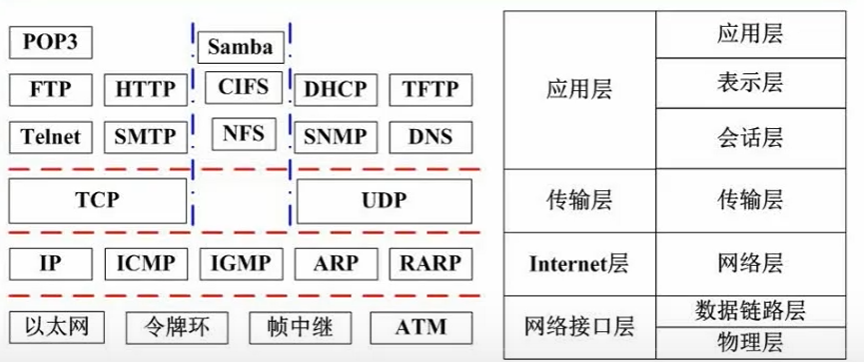 POP3
Samba
FTP HTTP CIFS DHCP TFTP
Telnet SMTP NFS SNMP DNS
TCP UDP
IP ICMP IGMP ARP RARP
以太网 令牌环 帧中继 ATM
应用层 应用层
表示层
会话层
传输层 传输层
Internet层 网络层
网络接口层 数据链路层
物理层